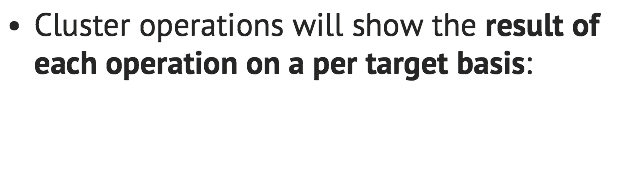 • Cluster operations will show the result of
each operation on a per target basis: